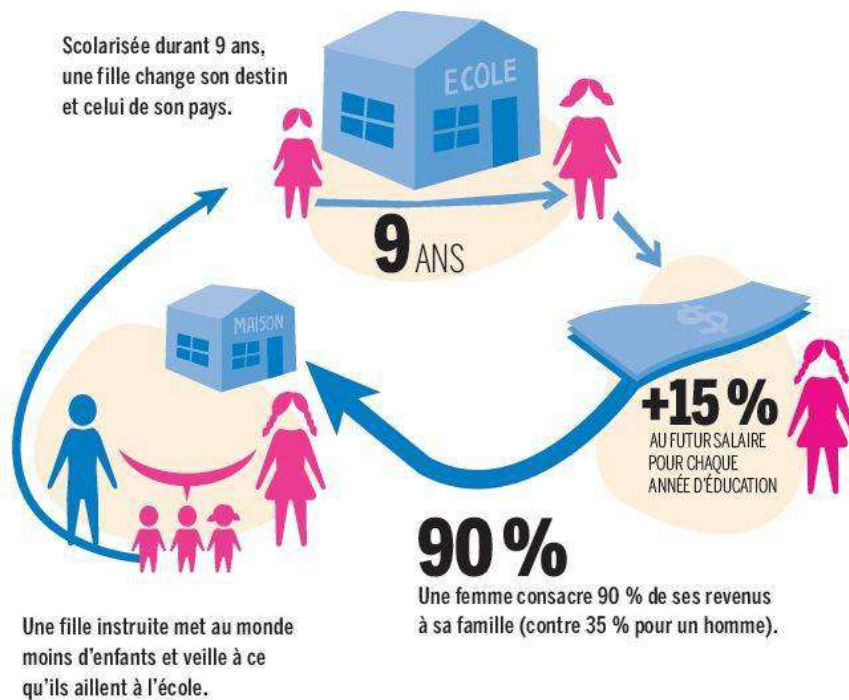 Scolarisée durant 9 ans,
une fille change son destin
et celui de son pays.
ECOLE
9 ANS
MAISON
$
+15 %
AU FUTUR SALAIRE
POUR CHAQUE
ANNÉE D'ÉDUCATION
90 %
Une femme consacre 90 % de ses revenus
à sa famille (contre 35 % pour un homme).
Une fille instruite met au monde
moins d'enfants et veille à ce
qu'ils aillent à l'école.